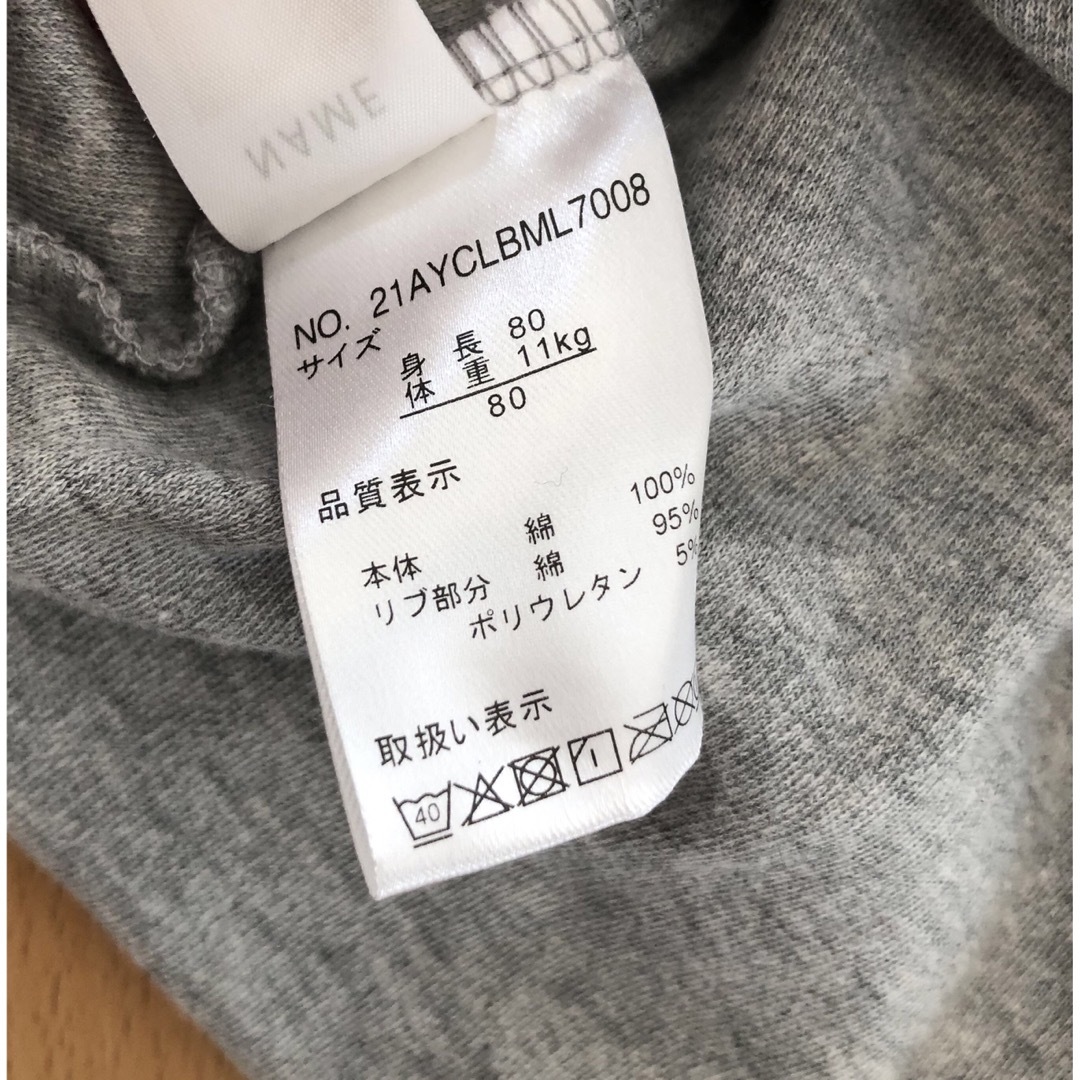 NAME
NO. 21AYCLBML7008
サイズ 身 長 80
体 重 11kg
80
品質表示
本体 綿 100%
リブ部分 綿 95%
ポリウレタン 5%
取扱い表示
40